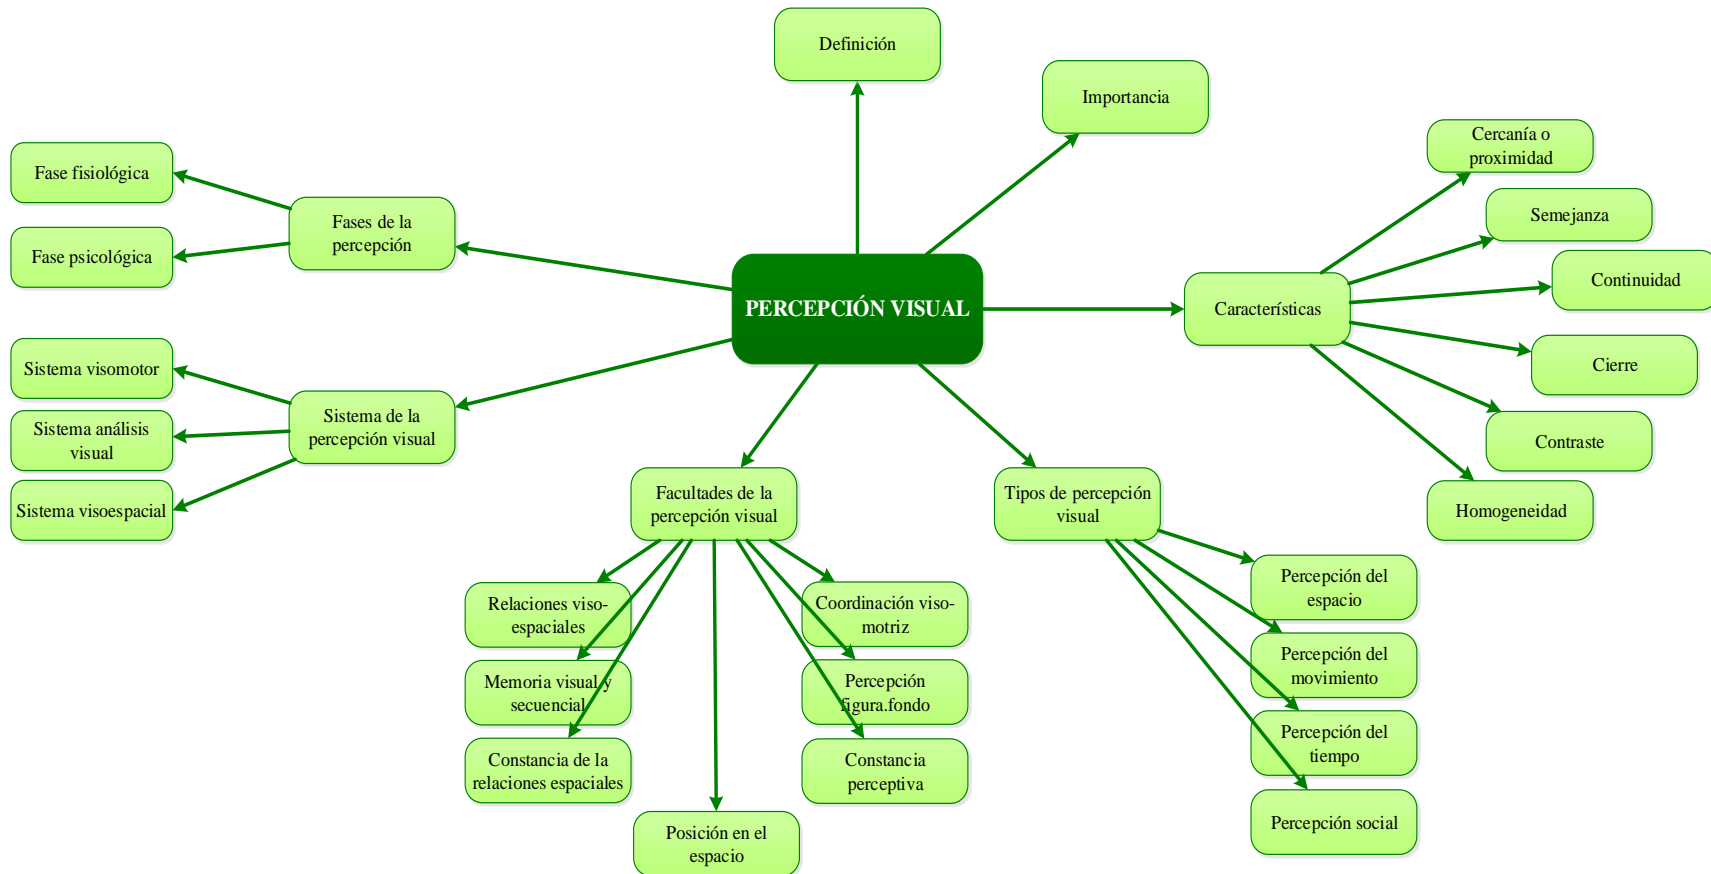 Definición
Importancia
Cercanía o
proximidad
Fase fisiológica
Fases de la
percepción
Semejanza
Fase psicológica
PERCEPCIÓN VISUAL
Características
Continuidad
Sistema visomotor
Cierre
Sistema de la
percepción visual
Sistema análisis
visual
Contraste
Sistema visoespacial
Facultades de la
percepción visual
Tipos de percepción
visual
Homogeneidad
Relaciones viso-
espaciales
Coordinación viso-
motriz
Percepción del
espacio
Memoria visual y
secuencial
Percepción
figura.fondo
Percepción del
movimiento
Constancia de la
relaciones espaciales
Constancia
perceptiva
Percepción del
tiempo
Posición en el
espacio
Percepción social